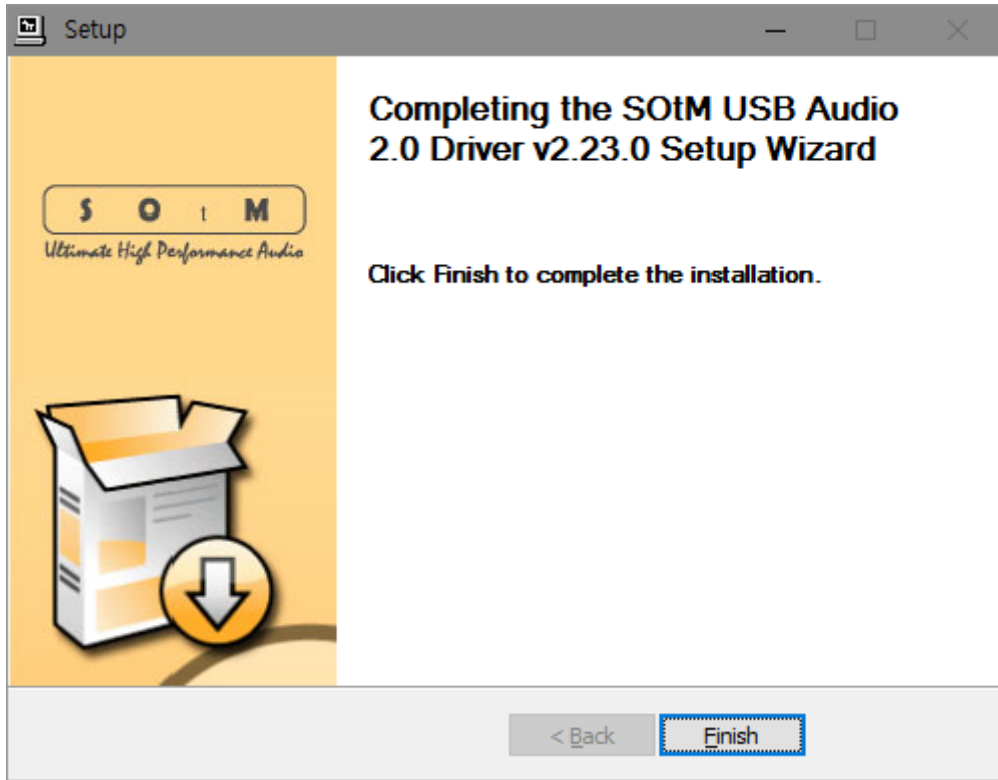 Setup
S O t M
Ultimate High Performance Audio
Completing the SOtM USB Audio
2.0 Driver v2.23.0 Setup Wizard
Click Finish to complete the installation.
< Back
Finish